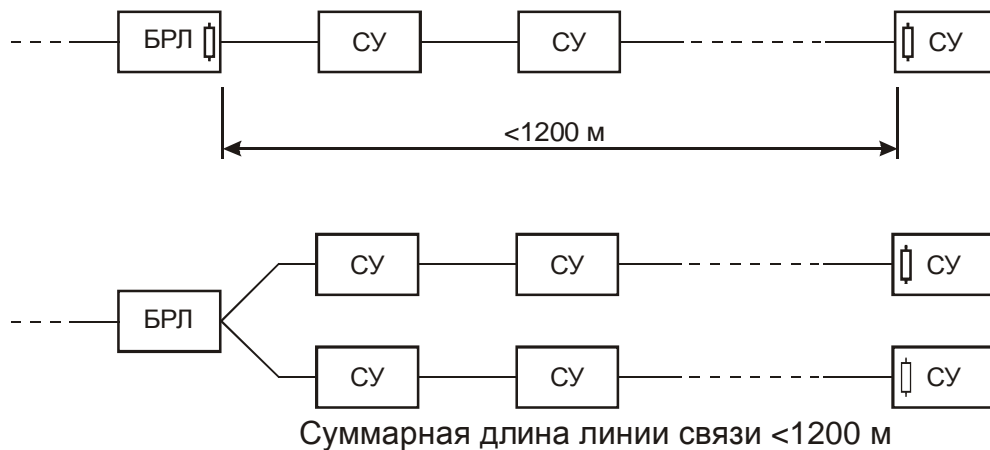 БРЛ СУ СУ СУ
<1200 м
СУ СУ СУ
БРЛ
СУ СУ СУ
Суммарная длина линии связи <1200 м